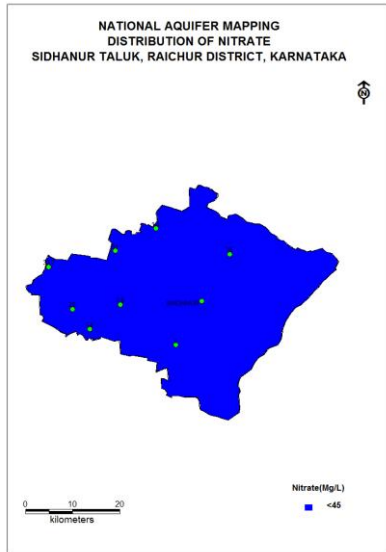 NATIONAL AQUIFER MAPPING
DISTRIBUTION OF NITRATE
SIDHANUR TALUK, RAICHUR DISTRICT, KARNATAKA
N
Nitrate(Mg/L)
<45
0 10 20
kilometers